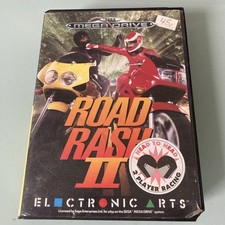 MEGA DRIVE
ROAD
RASH
II
HEAD TO HEAD
2 PLAYER RACING
ELECTRONIC ARTS